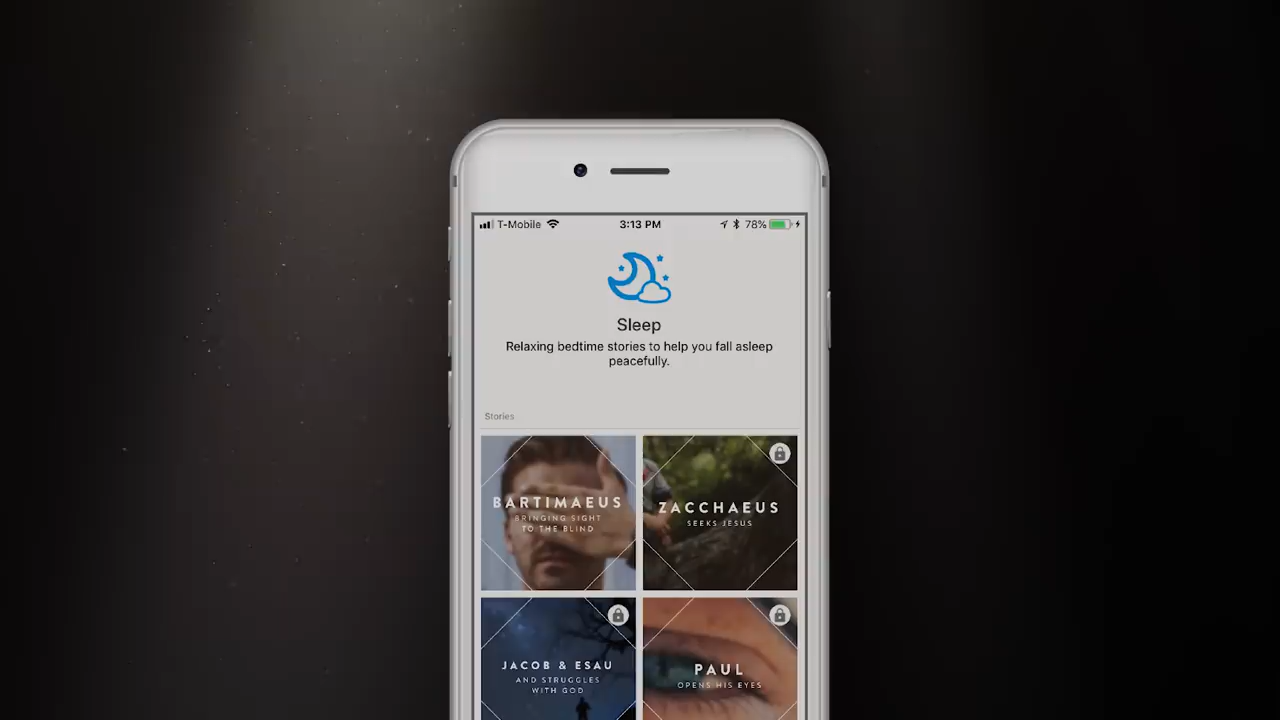 T-Mobile 3:13 PM 78%
Sleep
Relaxing bedtime stories to help you fall asleep
peacefully.
Stories
BARTIMAEUS
BRINGING SIGHT
TO THE BLIND
ZACCHAEUS
SEEKS JESUS
JACOB & ESAU
AND STRUGGLES
WITH GOD
PAUL
OPENS HIS EYES